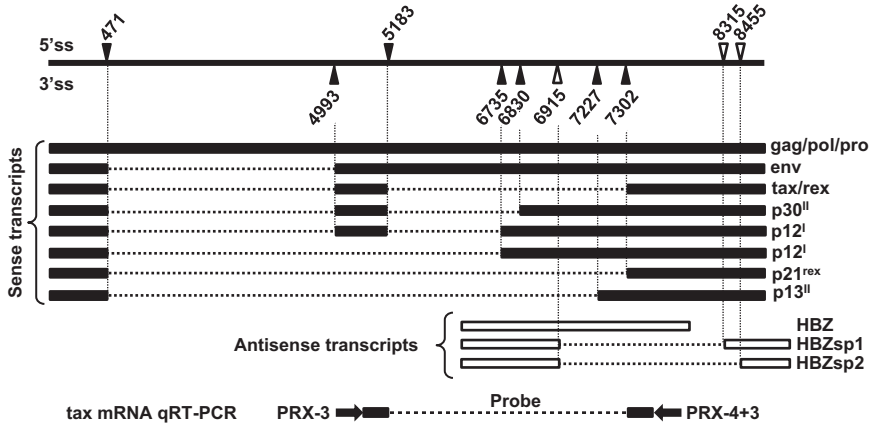 471
5183
8315
8455
5'ss
3'ss
4993
6735
6830
6915
7227
7302
Sense transcripts
gag/pol/pro
env
tax/rex
p30II
p12I
p12I
p21rex
p13II
Antisense transcripts
HBZ
HBZsp1
HBZsp2
tax mRNA qRT-PCR PRX-3 Probe PRX-4+3